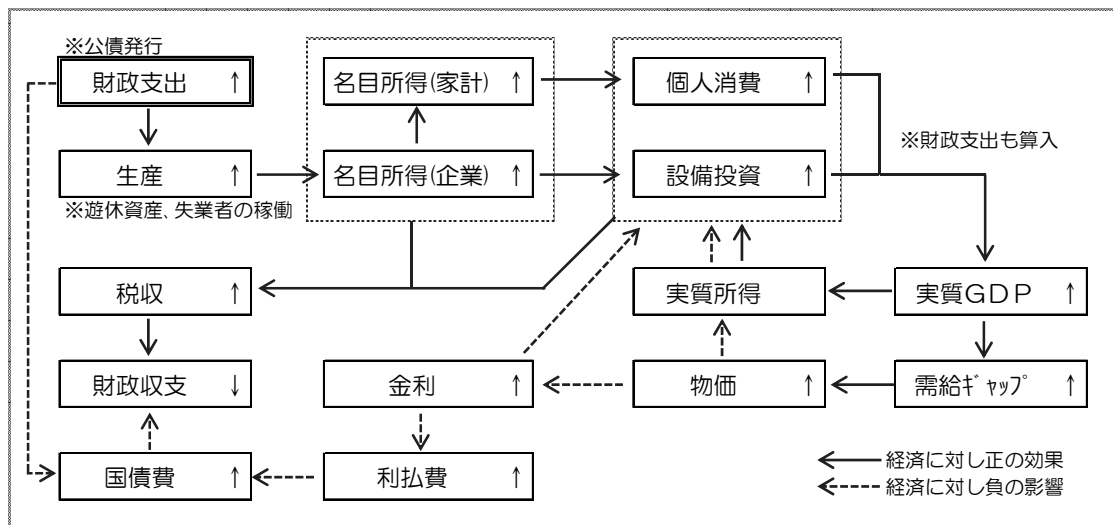 ※公債発行
財政支出 ↑
名目所得(家計) ↑
個人消費 ↑
※財政支出も算入
生産 ↑
名目所得(企業) ↑
設備投資 ↑
※遊休資産、失業者の稼働
税収 ↑
実質所得
実質GDP ↑
財政収支 ↓
金利 ↑
物価 ↑
需給ｷﾞｬｯﾌﾟ ↑
国債費 ↑
利払費 ↑
経済に対し正の効果
経済に対し負の影響